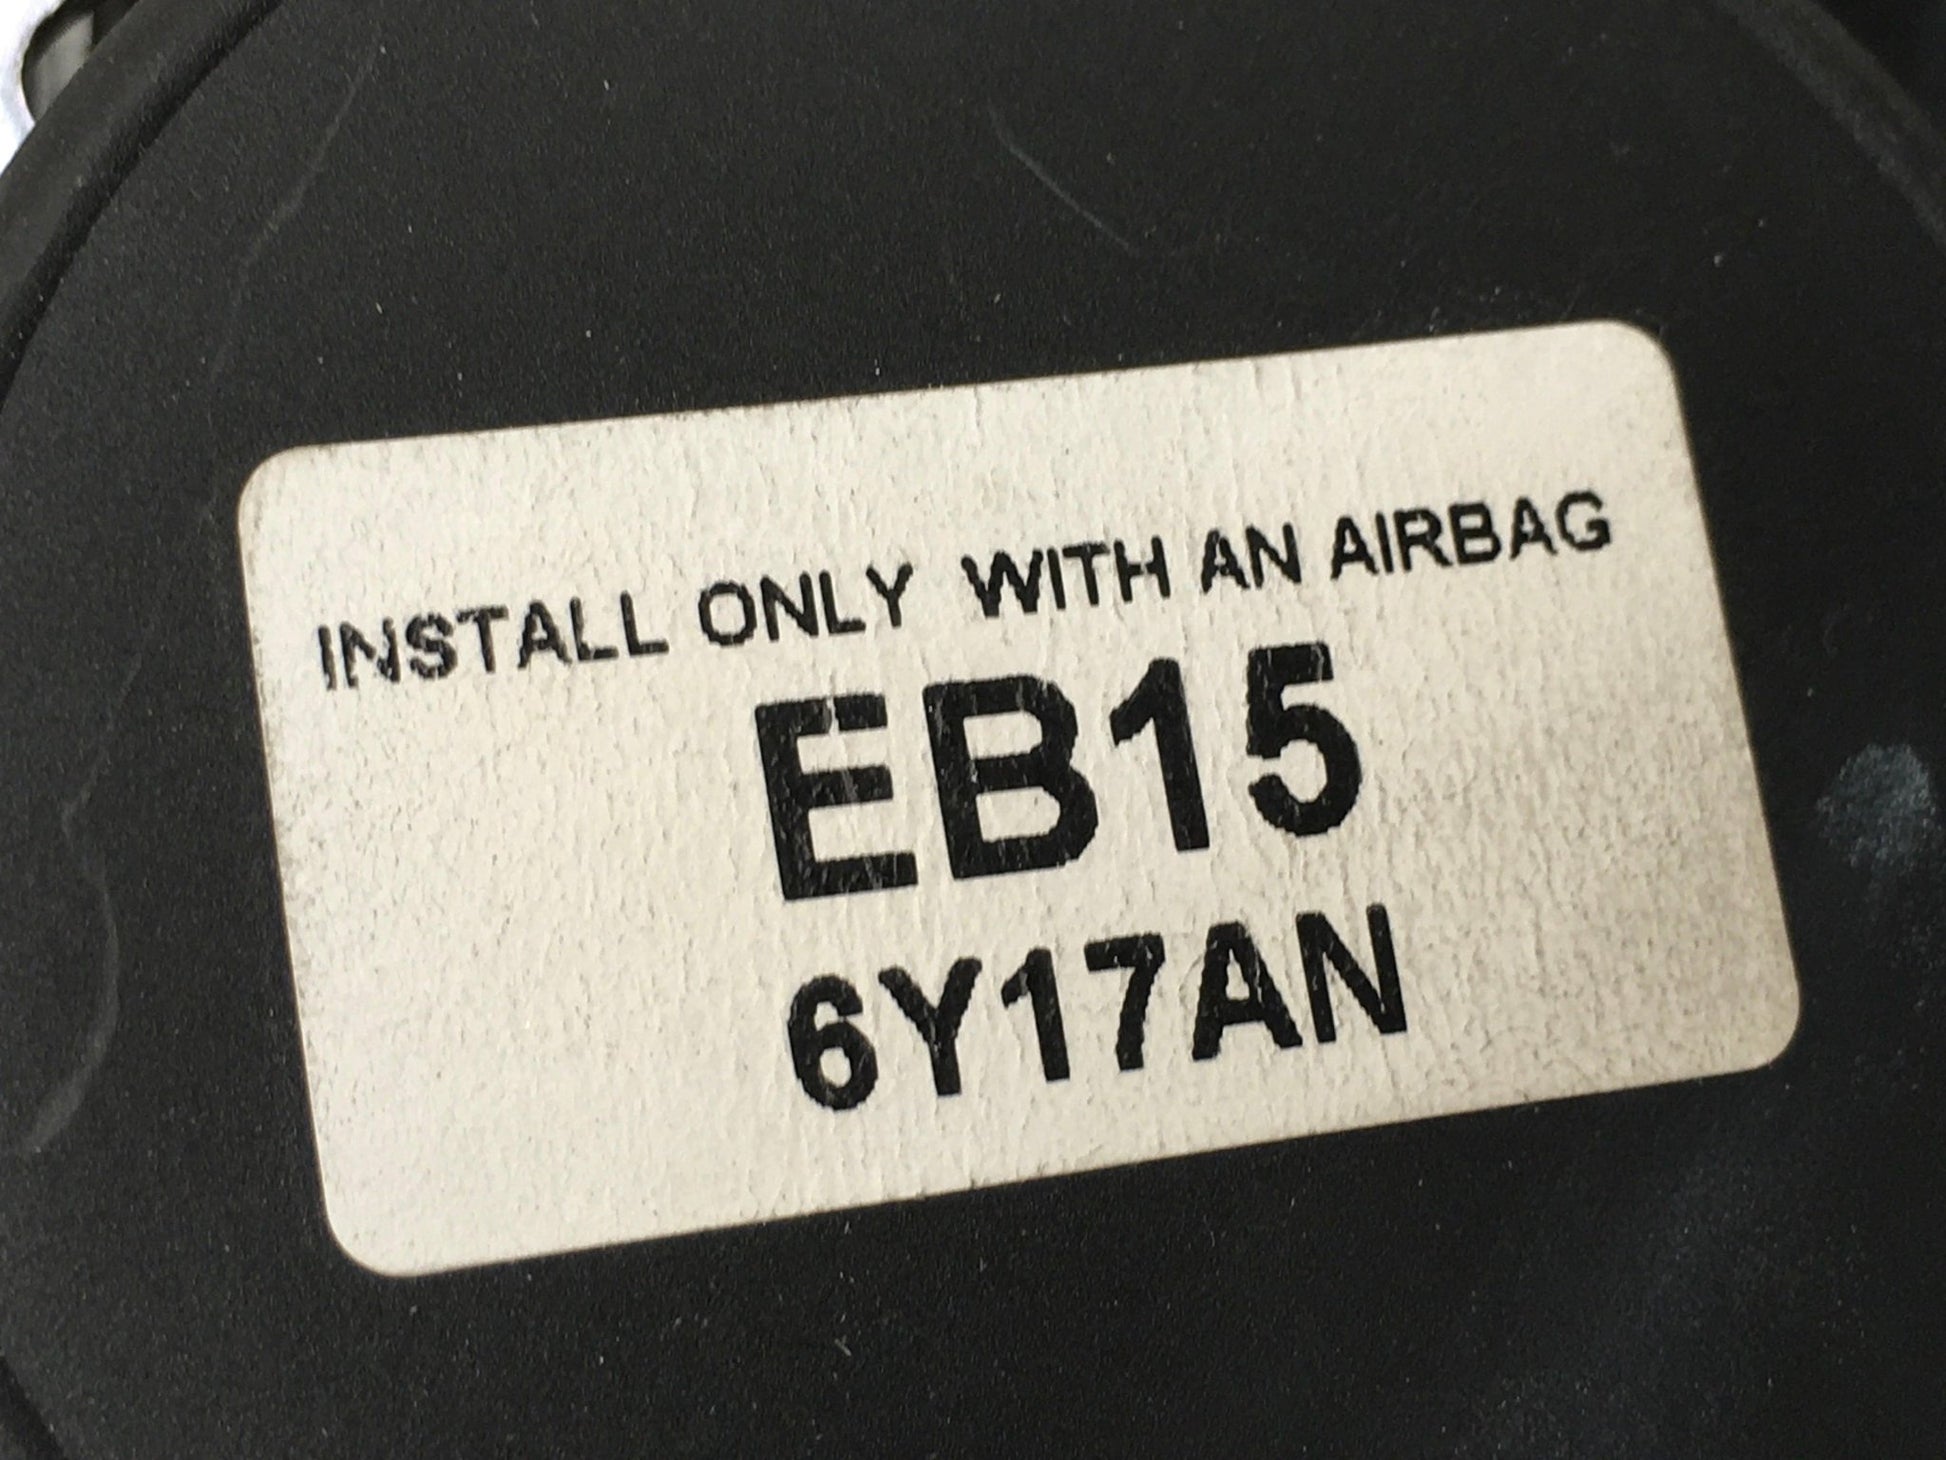 INSTALL ONLY WITH AN AIRBAG
EB15
6Y17AN